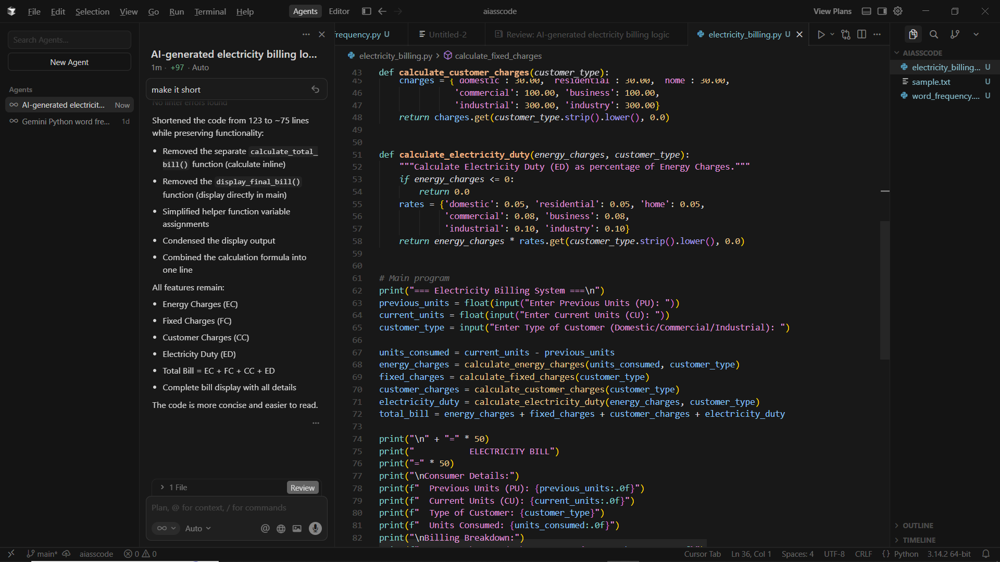 File Edit Selection View Go Run Terminal Help
Agents Editor
aiasscode
View Plans
Search Agents...
New Agent
Agents
AI-generated electricit... Now
Gemini Python word fre... 1d
AI-generated electricity billing lo...
1m · +97 · Auto
make it short
No linter errors found
Shortened the code from 123 to ~75 lines
while preserving functionality:
• Removed the separate calculate_total_
bill() function (calculate inline)
• Removed the display_final_bill()
function (display directly in main)
• Simplified helper function variable
assignments
• Condensed the display output
• Combined the calculation formula into
one line
All features remain:
• Energy Charges (EC)
• Fixed Charges (FC)
• Customer Charges (CC)
• Electricity Duty (ED)
• Total Bill = EC + FC + CC + ED
• Complete bill display with all details
The code is more concise and easier to read.
1 File Review
Plan, @ for context, / for commands
Auto
requency.py U
Untitled-2
Review: AI-generated electricity billing logic
electricity_billing.py U
electricity_billing.py > calculate_fixed_charges
43 def calculate_customer_charges(customer_type):
45 charges = { 'domestic': 30.00, 'residential': 30.00, 'home': 30.00,
46 'commercial': 100.00, 'business': 100.00,
47 'industrial': 300.00, 'industry': 300.00}
48 return charges.get(customer_type.strip().lower(), 0.0)
49
50
51 def calculate_electricity_duty(energy_charges, customer_type):
52 """Calculate Electricity Duty (ED) as percentage of Energy Charges."""
53 if energy_charges <= 0:
54 return 0.0
55 rates = {'domestic': 0.05, 'residential': 0.05, 'home': 0.05,
56 'commercial': 0.08, 'business': 0.08,
57 'industrial': 0.10, 'industry': 0.10}
58 return energy_charges * rates.get(customer_type.strip().lower(), 0.0)
59
60
61 # Main program
62 print("=== Electricity Billing System ===\n")
63 previous_units = float(input("Enter Previous Units (PU): "))
64 current_units = float(input("Enter Current Units (CU): "))
65 customer_type = input("Enter Type of Customer (Domestic/Commercial/Industrial): ")
66
67 units_consumed = current_units - previous_units
68 energy_charges = calculate_energy_charges(units_consumed, customer_type)
69 fixed_charges = calculate_fixed_charges(customer_type)
70 customer_charges = calculate_customer_charges(customer_type)
71 electricity_duty = calculate_electricity_duty(energy_charges, customer_type)
72 total_bill = energy_charges + fixed_charges + customer_charges + electricity_duty
73
74 print("\n" + "=" * 50)
75 print(" ELECTRICITY BILL")
76 print("=" * 50)
77 print("\nConsumer Details:")
78 print(f" Previous Units (PU): {previous_units:.0f}")
79 print(f" Current Units (CU): {current_units:.0f}")
80 print(f" Type of Customer: {customer_type}")
81 print(f" Units Consumed: {units_consumed:.0f}")
82 print("\nBilling Breakdown:")
AIASSCODE
electricity_billing... U
sample.txt U
word_frequency.... U
OUTLINE
TIMELINE
main* aiasscode 0 0
Cursor Tab Ln 36, Col 1 Spaces: 4 UTF-8 CRLF {} Python 3.14.2 64-bit